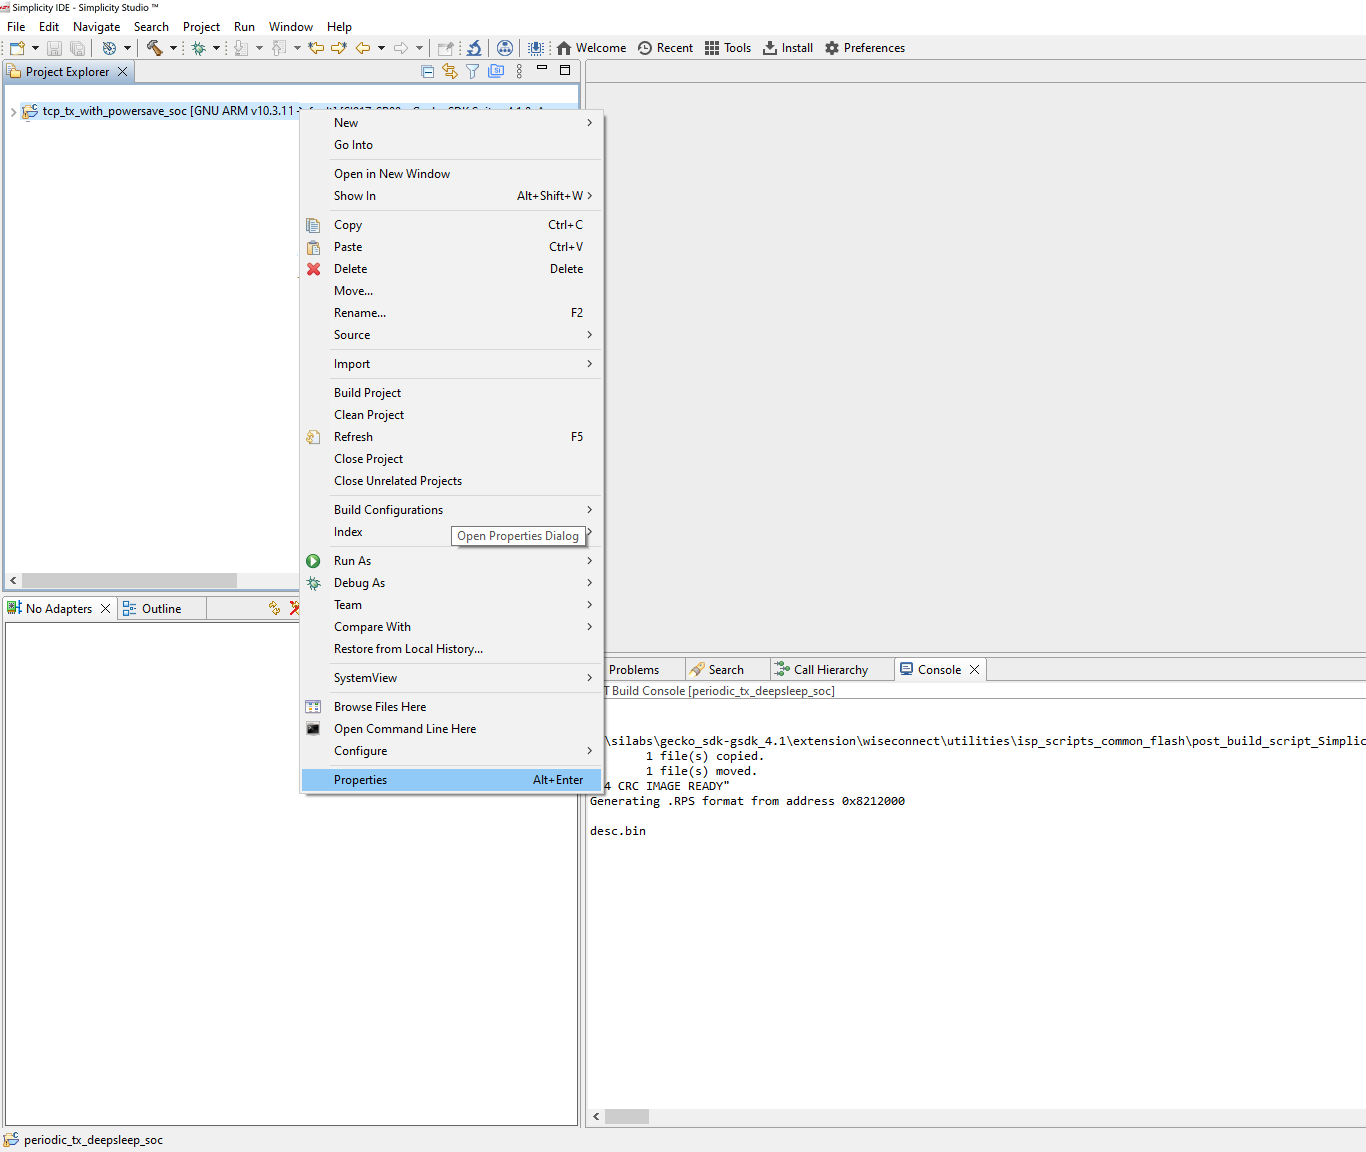 Simplicity IDE - Simplicity Studio ™
File Edit Navigate Search Project Run Window Help
Welcome Recent Tools Install Preferences
Project Explorer
tcp_tx_with_powersave_soc [GNU ARM v10.3.11
New
Go Into
Open in New Window
Show In Alt+Shift+W
Copy Ctrl+C
Paste Ctrl+V
Delete Delete
Move...
Rename... F2
Source
Import
Build Project
Clean Project
Refresh F5
Close Project
Close Unrelated Projects
Build Configurations
Index
Open Properties Dialog
Run As
Debug As
Team
Compare With
Restore from Local History...
SystemView
Browse Files Here
Open Command Line Here
Configure
Properties Alt+Enter
No Adapters Outline
Problems Search Call Hierarchy Console
T Build Console [periodic_tx_deepsleep_soc]
\silabs\gecko_sdk-gsdk_4.1\extension\wiseconnect\utilities\isp_scripts_common_flash\post_build_script_Simplic
1 file(s) copied.
1 file(s) moved.
4 CRC IMAGE READY"
Generating .RPS format from address 0x8212000
desc.bin
periodic_tx_deepsleep_soc